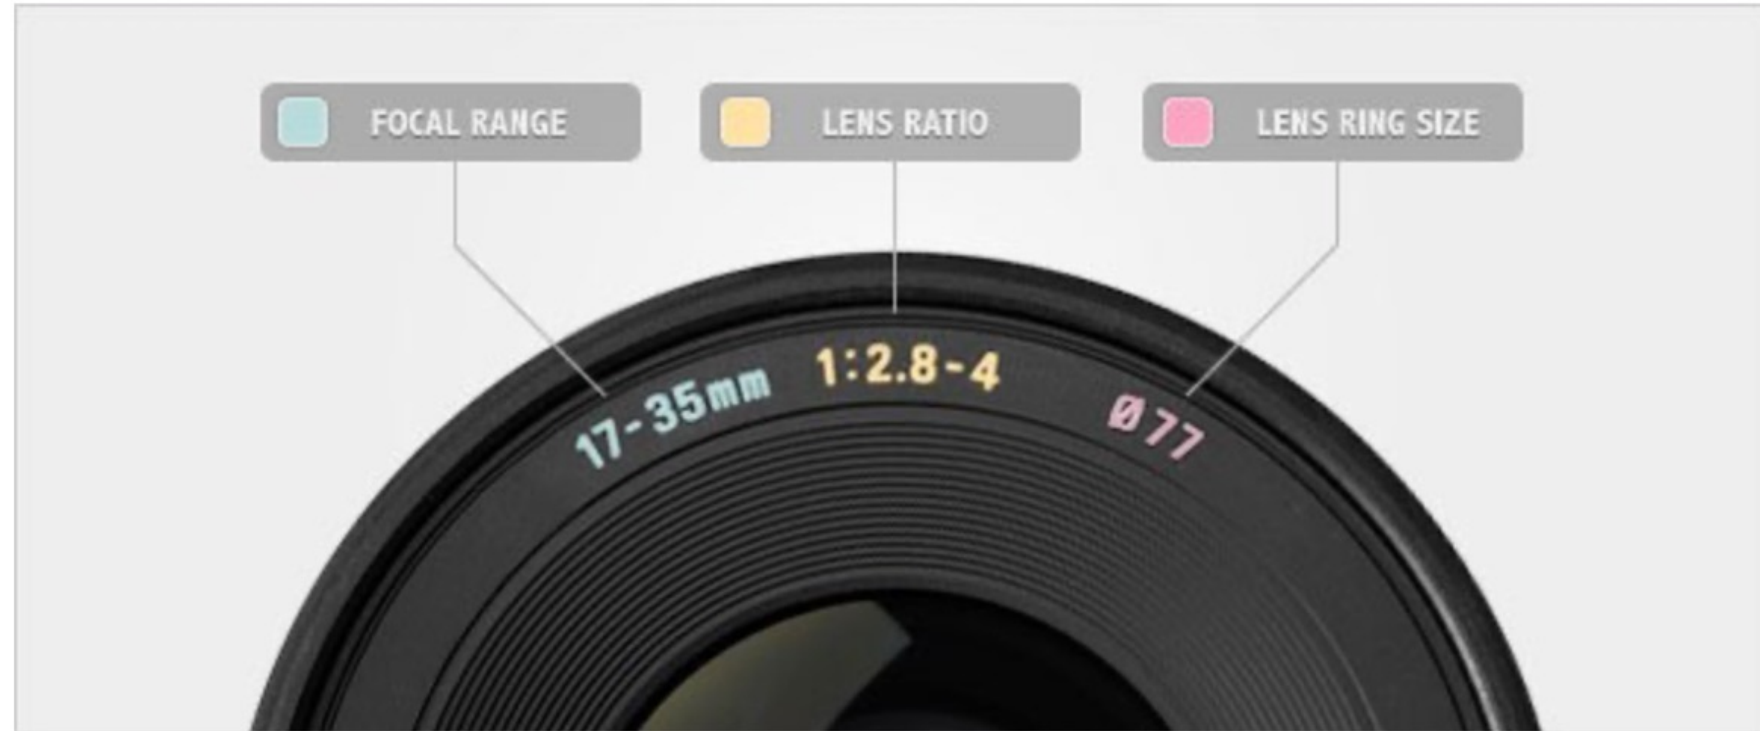 FOCAL RANGE
LENS RATIO
LENS RING SIZE
17-35mm
1:2.8-4
Ø77